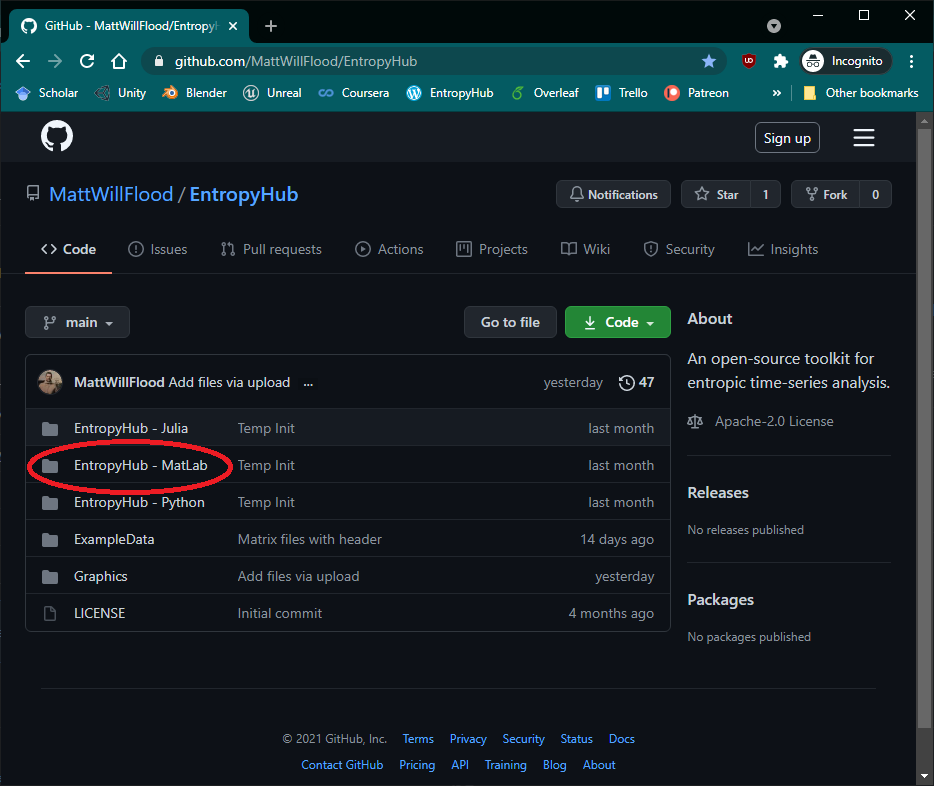 GitHub - MattWillFlood/Entropy
github.com/MattWillFlood/EntropyHub
UD
Incognito
Scholar Unity Blender Unreal Coursera EntropyHub Overleaf Trello Patreon » Other bookmarks
Sign up
MattWillFlood / EntropyHub
Notifications Star 1 Fork 0
Code Issues Pull requests Actions Projects Wiki Security Insights
main Go to file Code
About
An open-source toolkit for
entropic time-series analysis.
Apache-2.0 License
Releases
No releases published
Packages
No packages published
MattWillFlood Add files via upload ... yesterday 47
EntropyHub - Julia Temp Init last month
EntropyHub - MatLab Temp Init last month
EntropyHub - Python Temp Init last month
ExampleData Matrix files with header 14 days ago
Graphics Add files via upload yesterday
LICENSE Initial commit 4 months ago
© 2021 GitHub, Inc. Terms Privacy Security Status Docs
Contact GitHub Pricing API Training Blog About